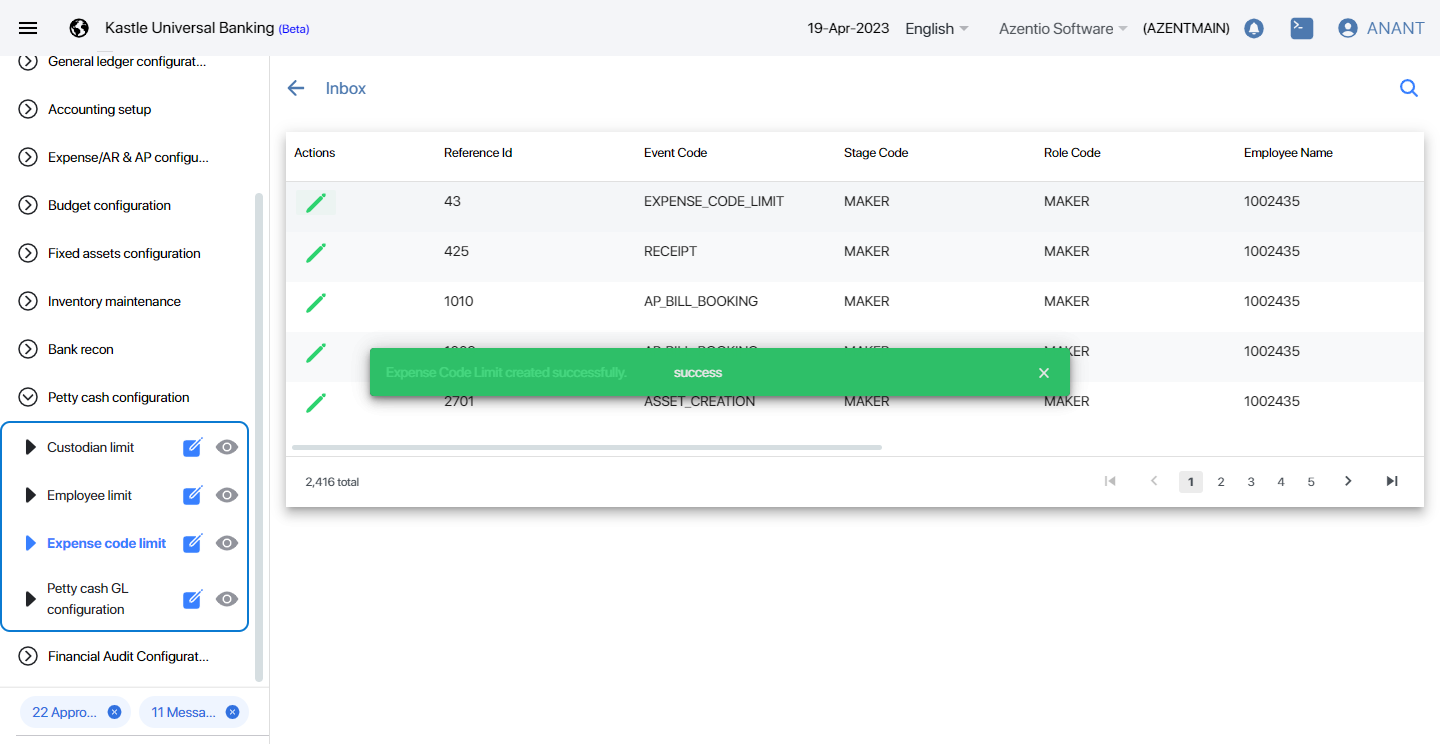 Kastle Universal Banking (Beta)
19-Apr-2023
English
Azentio Software
(AZENTMAIN)
ANANT
General ledger configurat...
Accounting setup
Expense/AR & AP configu...
Budget configuration
Fixed assets configuration
Inventory maintenance
Bank recon
Petty cash configuration
Custodian limit
Employee limit
Expense code limit
Petty cash GL
configuration
Financial Audit Configurat...
22 Appro...
11 Messa...
Inbox
Actions Reference Id Event Code Stage Code Role Code Employee Name
43 EXPENSE_CODE_LIMIT MAKER MAKER 1002435
425 RECEIPT MAKER MAKER 1002435
1010 AP_BILL_BOOKING MAKER MAKER 1002435
AP_BILL_BOOKING MAKER MAKER 1002435
Expense Code Limit created successfully. success
2701 ASSET_CREATION MAKER MAKER 1002435
2,416 total
1 2 3 4 5